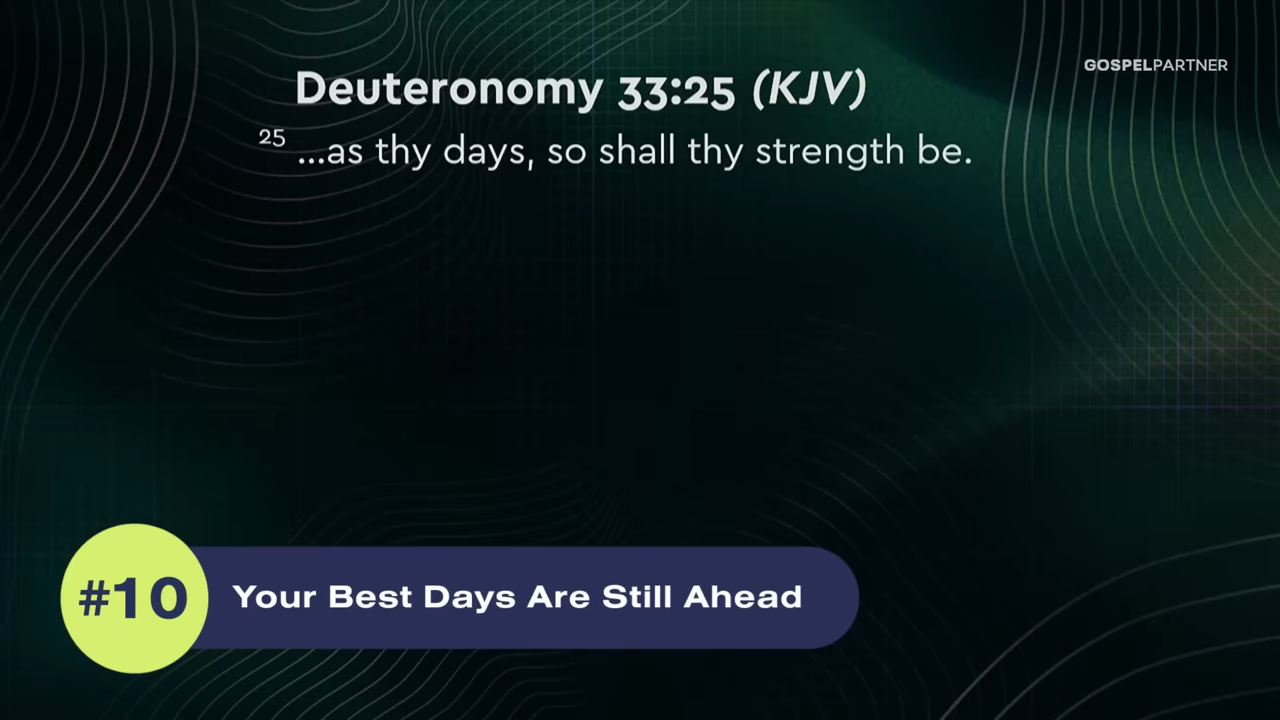 GOSPELPARTNER
Deuteronomy 33:25 (KJV)
25 ...as thy days, so shall thy strength be.
#10 Your Best Days Are Still Ahead